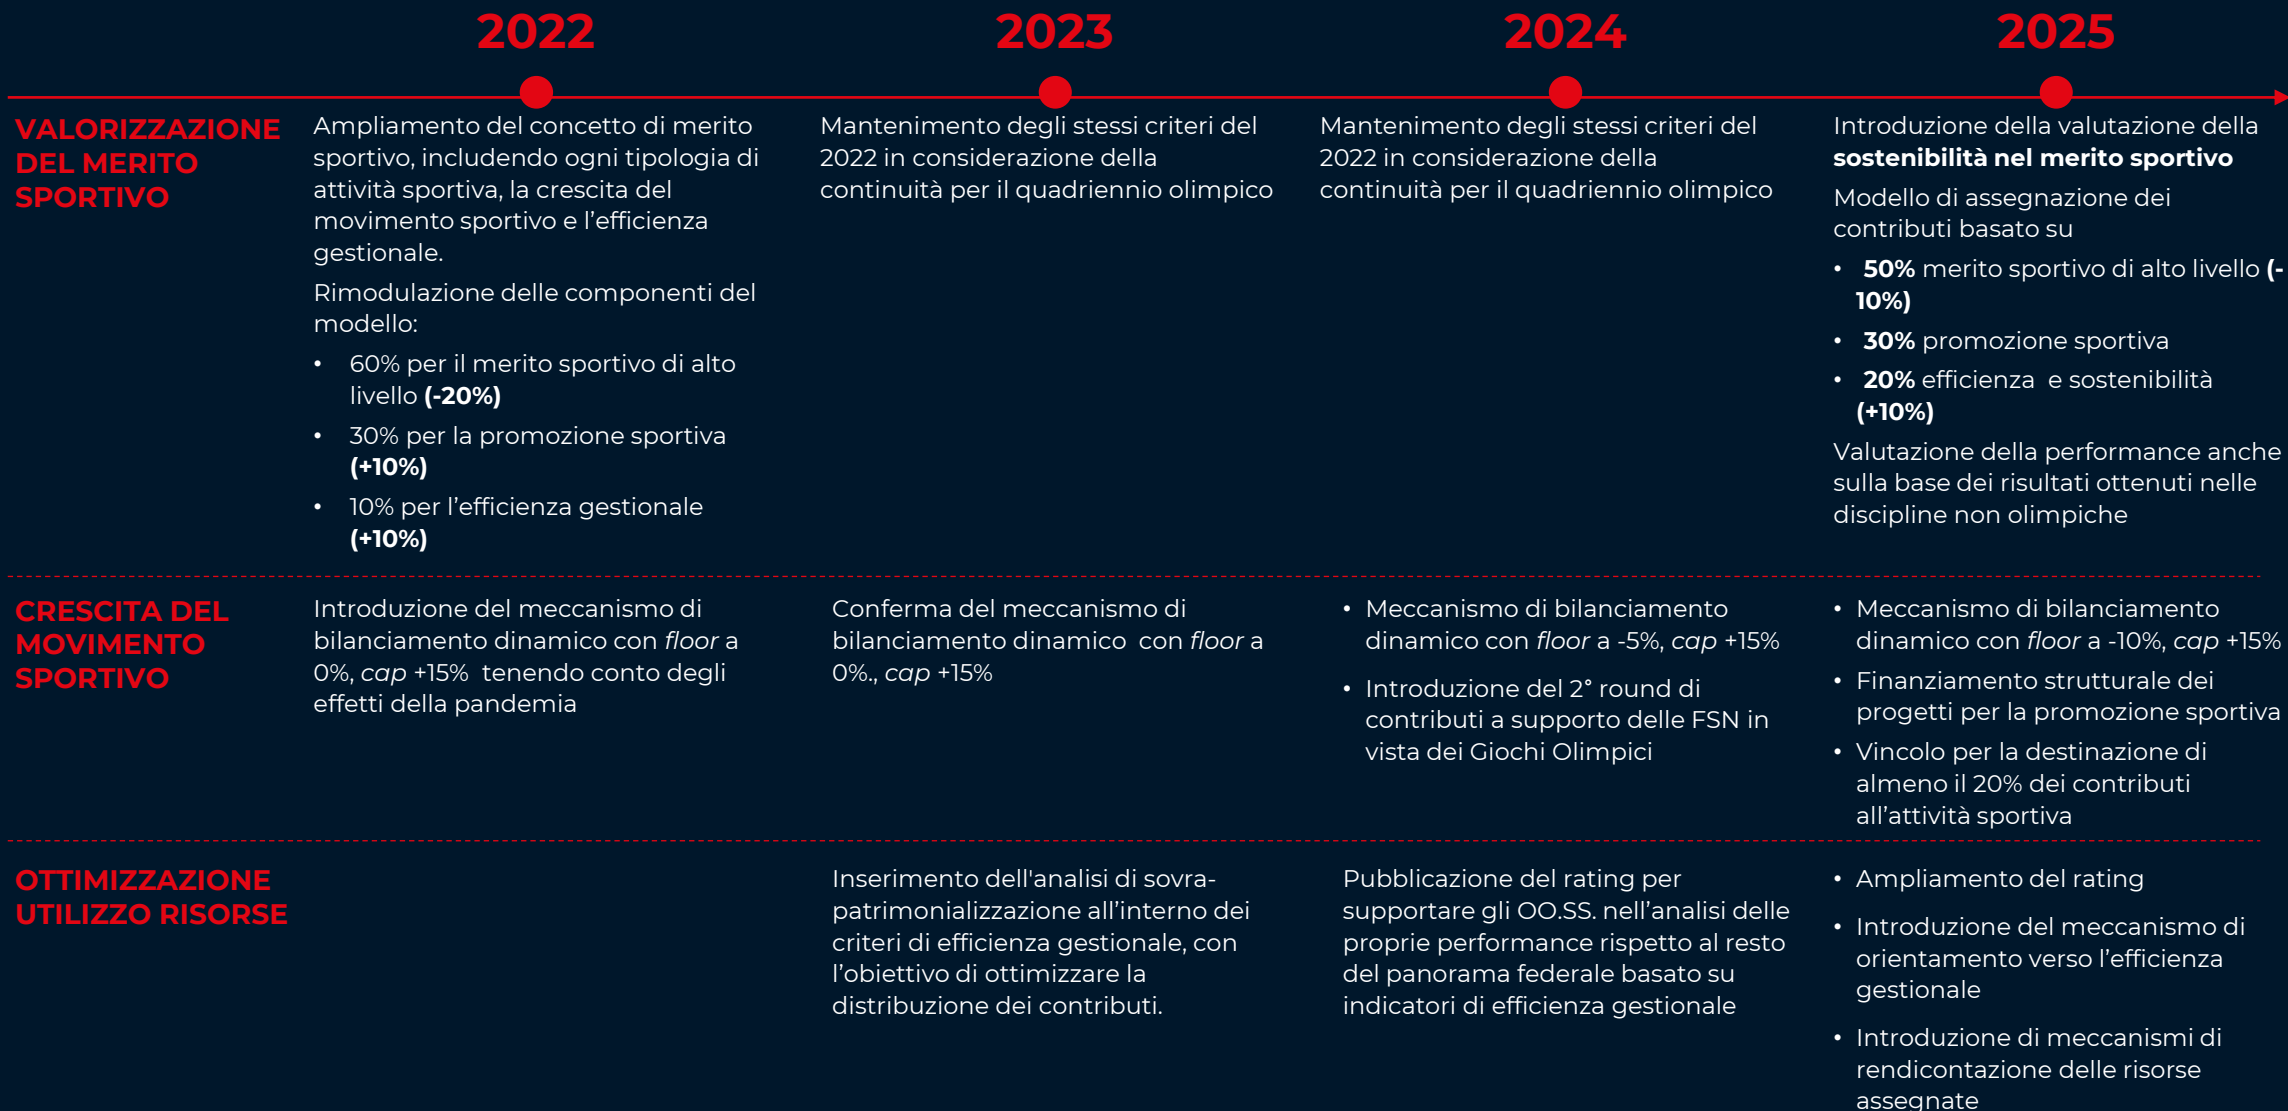 2022
2023
2024
2025
VALORIZZAZIONE
DEL MERITO
SPORTIVO
Ampliamento del concetto di merito
sportivo, includendo ogni tipologia di
attività sportiva, la crescita del
movimento sportivo e l’efficienza
gestionale.
Rimodulazione delle componenti del
modello:
• 60% per il merito sportivo di alto
livello (-20%)
• 30% per la promozione sportiva
(+10%)
• 10% per l’efficienza gestionale
(+10%)
Mantenimento degli stessi criteri del
2022 in considerazione della
continuità per il quadriennio olimpico
Mantenimento degli stessi criteri del
2022 in considerazione della
continuità per il quadriennio olimpico
Introduzione della valutazione della
sostenibilità nel merito sportivo
Modello di assegnazione dei
contributi basato su
• 50% merito sportivo di alto livello (-
10%)
• 30% promozione sportiva
• 20% efficienza e sostenibilità
(+10%)
Valutazione della performance anche
sulla base dei risultati ottenuti nelle
discipline non olimpiche
CRESCITA DEL
MOVIMENTO
SPORTIVO
Introduzione del meccanismo di
bilanciamento dinamico con floor a
0%, cap +15% tenendo conto degli
effetti della pandemia
Conferma del meccanismo di
bilanciamento dinamico con floor a
0%., cap +15%
• Meccanismo di bilanciamento
dinamico con floor a -5%, cap +15%
• Introduzione del 2° round di
contributi a supporto delle FSN in
vista dei Giochi Olimpici
• Meccanismo di bilanciamento
dinamico con floor a -10%, cap +15%
• Finanziamento strutturale dei
progetti per la promozione sportiva
• Vincolo per la destinazione di
almeno il 20% dei contributi
all’attività sportiva
OTTIMIZZAZIONE
UTILIZZO RISORSE
Inserimento dell'analisi di sovra-
patrimonializzazione all’interno dei
criteri di efficienza gestionale, con
l’obiettivo di ottimizzare la
distribuzione dei contributi.
Pubblicazione del rating per
supportare gli OO.SS. nell’analisi delle
proprie performance rispetto al resto
del panorama federale basato su
indicatori di efficienza gestionale
• Ampliamento del rating
• Introduzione del meccanismo di
orientamento verso l’efficienza
gestionale
• Introduzione di meccanismi di
rendicontazione delle risorse
assegnate